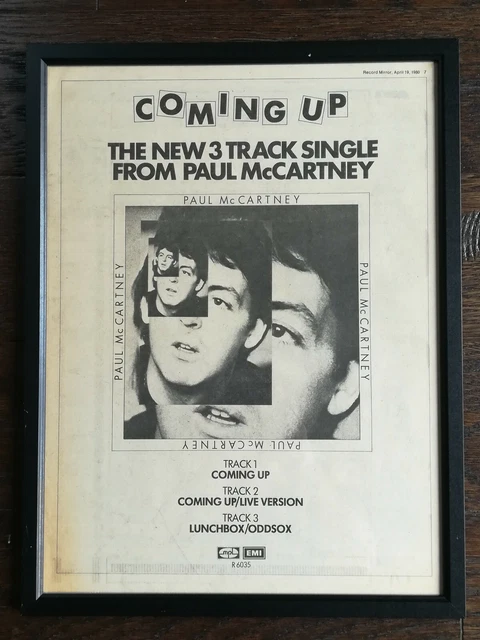 Record Mirror, April 19, 1980 7
COMING UP
THE NEW 3 TRACK SINGLE
FROM PAUL McCARTNEY
PAUL McCARTNEY
PAUL McCARTNEY
PAUL McCARTNEY
PAUL McCARTNEY
TRACK 1
COMING UP
TRACK 2
COMING UP/LIVE VERSION
TRACK 3
LUNCHBOX/ODDSOX
mpl EMI
R 6035